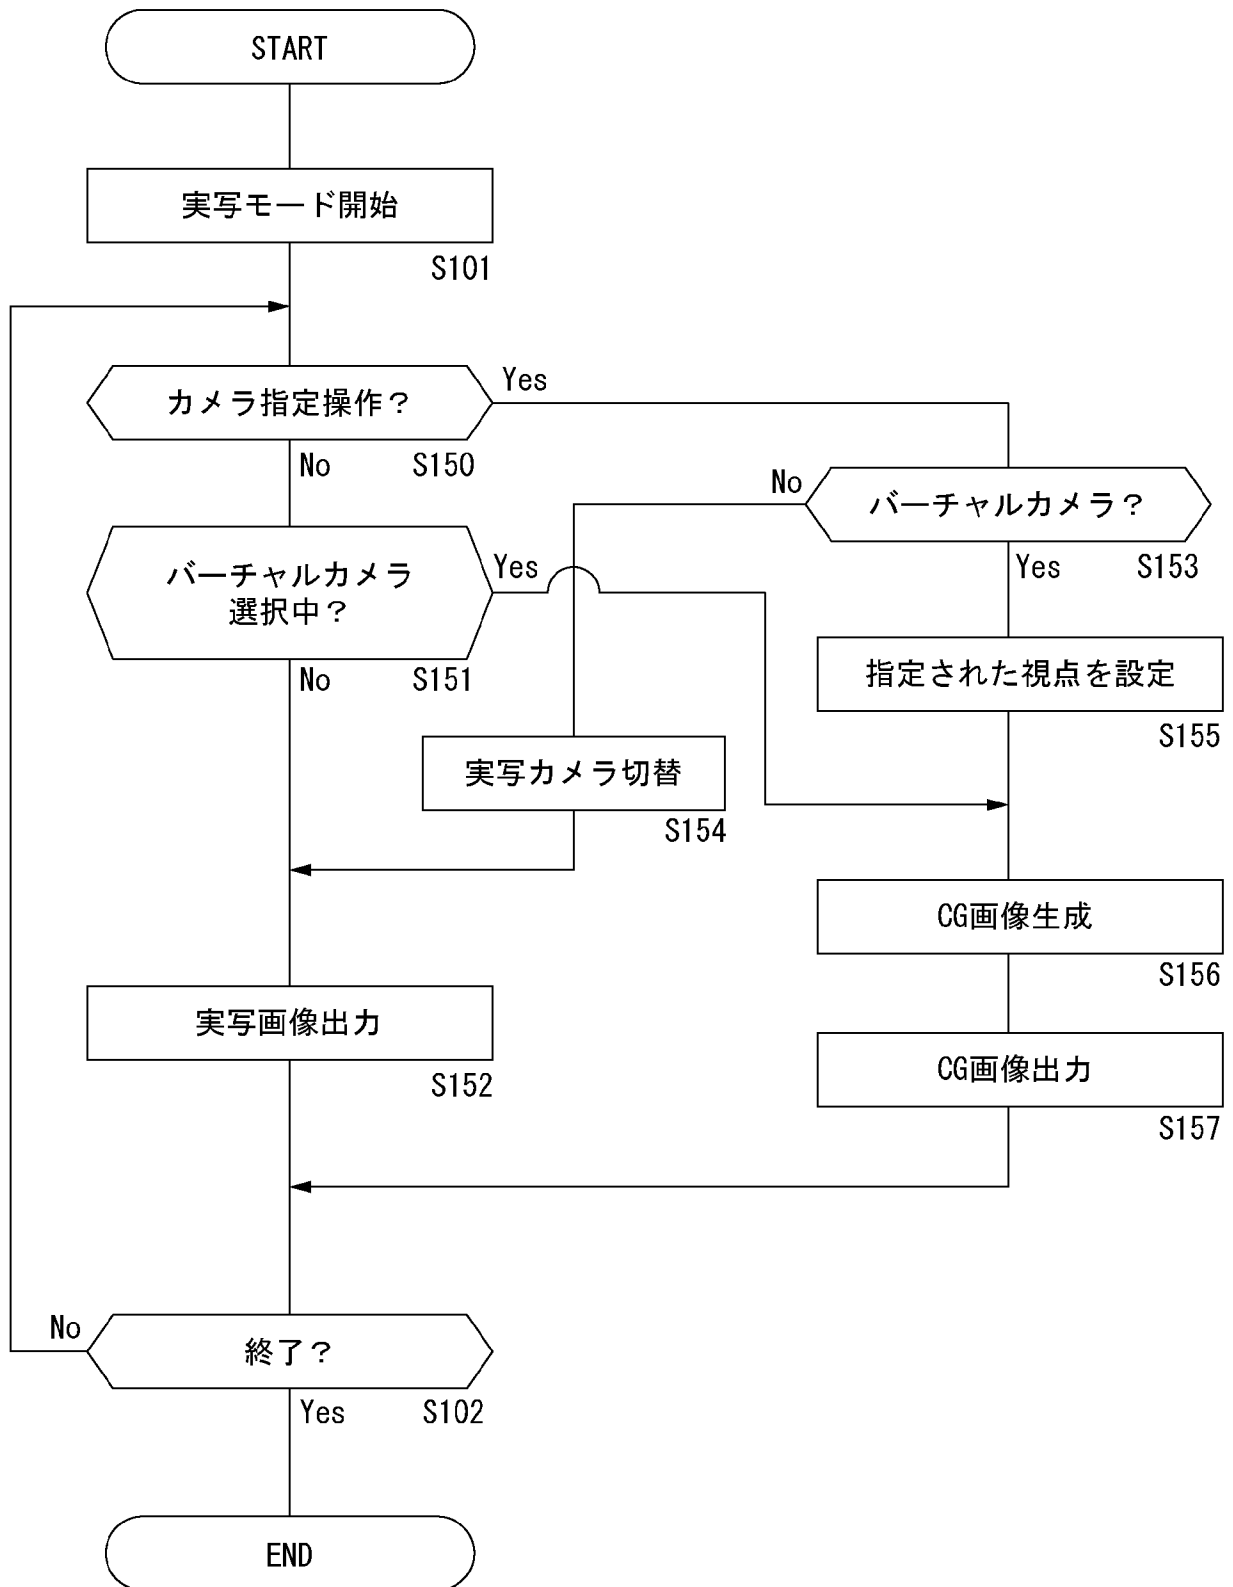 START
実写モード開始
S101
カメラ指定操作？
Yes
No
S150
バーチャルカメラ？
No
Yes
S153
バーチャルカメラ
選択中？
Yes
No
S151
指定された視点を設定
S155
実写カメラ切替
S154
CG画像生成
S156
実写画像出力
S152
CG画像出力
S157
終了？
No
Yes
S102
END